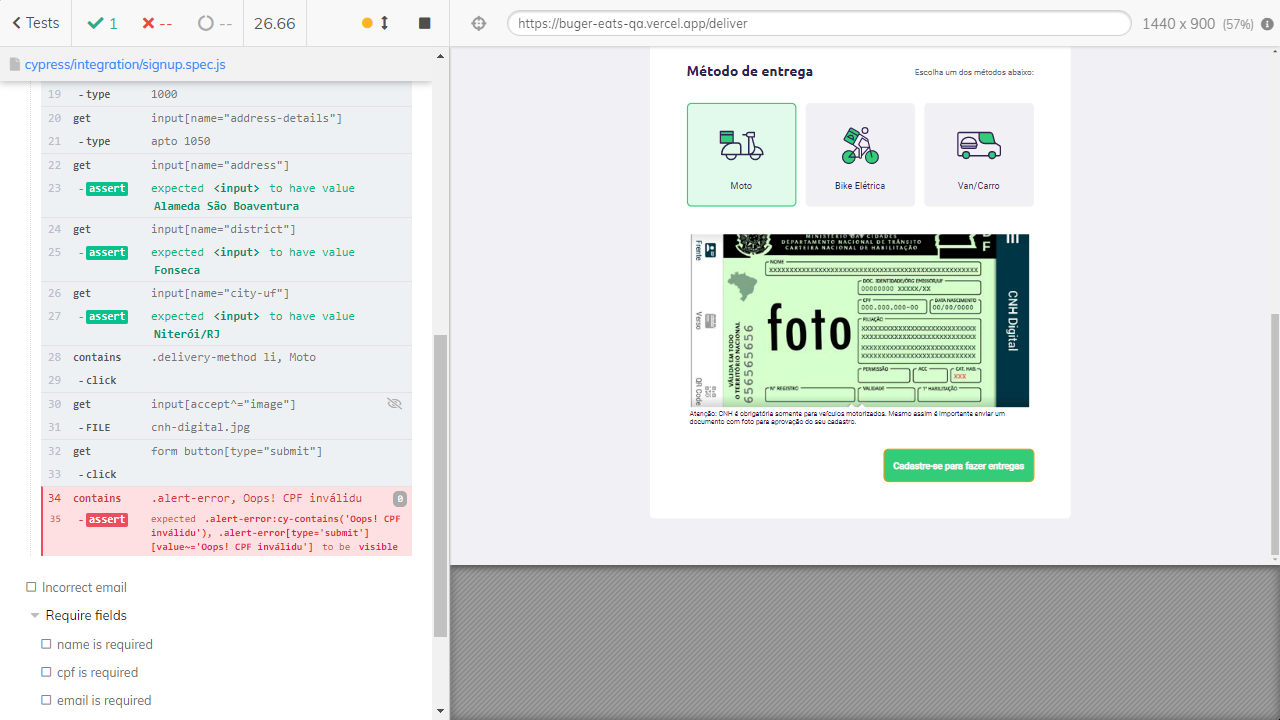 Tests
1
--
--
26.66
https://buger-eats-qa.vercel.app/deliver
1440 x 900 (57%)
cypress/integration/signup.spec.js
19 -type 1000
20 get input[name="address-details"]
21 -type apto 1050
22 get input[name="address"]
23 -assert expected <input> to have value
Alameda São Boaventura
24 get input[name="district"]
25 -assert expected <input> to have value
Fonseca
26 get input[name="city-uf"]
27 -assert expected <input> to have value
Niterói/RJ
28 contains .delivery-method li, Moto
29 -click
30 get input[accept^="image"]
31 -FILE cnh-digital.jpg
32 get form button[type="submit"]
33 -click
34 contains .alert-error, Oops! CPF inválidu 0
35 -assert expected .alert-error:cy-contains('Oops! CPF
inválidu'), .alert-error[type='submit']
[value~='Oops! CPF inválidu'] to be visible
Incorrect email
Require fields
name is required
cpf is required
email is required
Método de entrega
Escolha um dos métodos abaixo:
Moto
Bike Elétrica
Van/Carro
MINISTÉRIO DAS CIDADES
DEPARTAMENTO NACIONAL DE TRÂNSITO
CARTEIRA NACIONAL DE HABILITAÇÃO
DF
Frente
Verso
QR Code
NOME
XXXXXXXXXXXXXXXXXXXXXXXXXXXXXXXXXXXXXXXXXXX
DOC. IDENTIDADE/ÓRG EMISSOR/UF
00000000 XXXXX/XX
CPF
000.000.000-00
DATA NASCIMENTO
00/00/0000
FILIAÇÃO
XXXXXXXXXXXXXXXXXXXXXXXX
XXXXXXXXXXXXXXXXXXXXXXXX
XXXXXXXXXXXXXXXXXXXXXXXX
XXXXXXXXXXXXXXXXXXXXXXXX
PERMISSÃO
ACC
CAT. HAB.
XXX
Nº REGISTRO
VALIDADE
1ª HABILITAÇÃO
foto
VÁLIDA EM TODO
O TERRITÓRIO NACIONAL
656565656
CNH Digital
Atenção: CNH é obrigatória somente para veículos motorizados. Mesmo assim é importante enviar um
documento com foto para aprovação do seu cadastro.
Cadastre-se para fazer entregas